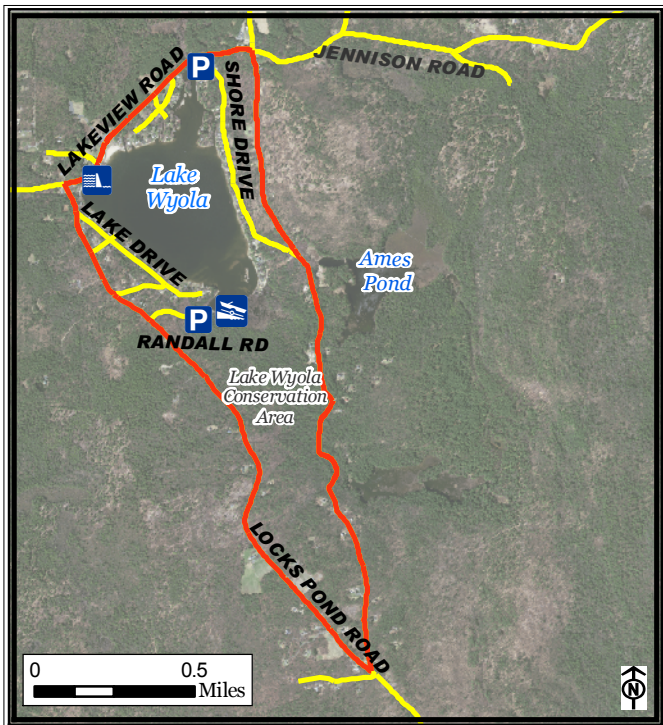 JENNISON ROAD
P
LAKEVIEW ROAD
SHORE DRIVE
Lake
Wyola
LAKE DRIVE
Ames
Pond
P
RANDALL RD
Lake Wyola
Conservation
Area
LOCKS POND ROAD
0 0.5
Miles
N